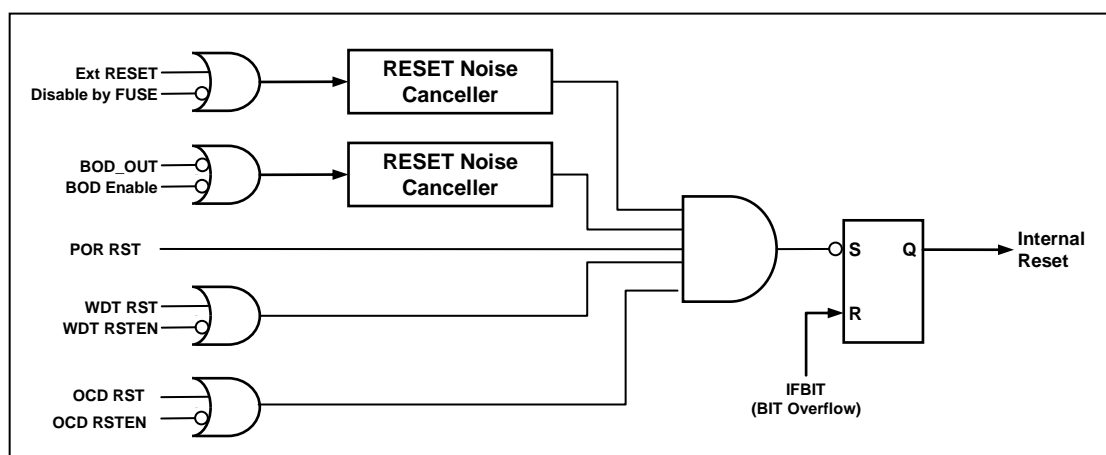 Ext RESET
Disable by FUSE
RESET Noise
Canceller
BOD_OUT
BOD Enable
RESET Noise
Canceller
POR RST
WDT RST
WDT RSTEN
OCD RST
OCD RSTEN
S
Q
R
Internal
Reset
IFBIT
(BIT Overflow)